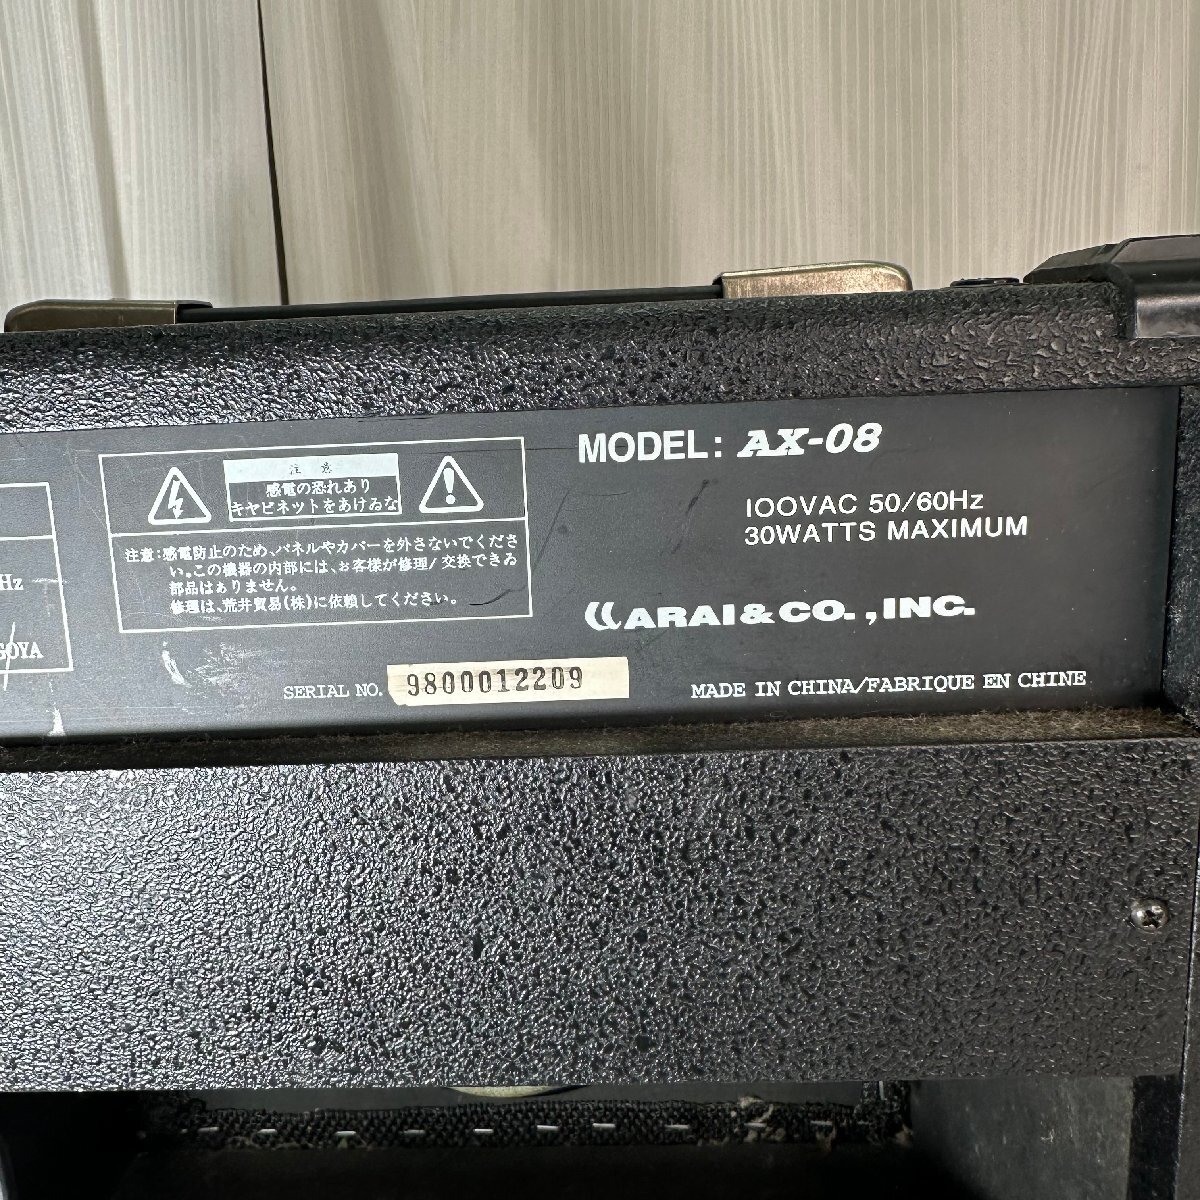 Hz
GOYA
注意
感電の恐れあり
キヤビネットをあけるな
注意:感電防止のため、パネルやカバーを外さないでくださ
い。この機器の内部には、お客様が修理/交換できる
部品はありません。
修理は、荒井貿易(株)に依頼してください。
MODEL: AX-08
100VAC 50/60Hz
30WATTS MAXIMUM
ARAI & CO., INC.
SERIAL NO. 9800012209
MADE IN CHINA/FABRIQUE EN CHINE